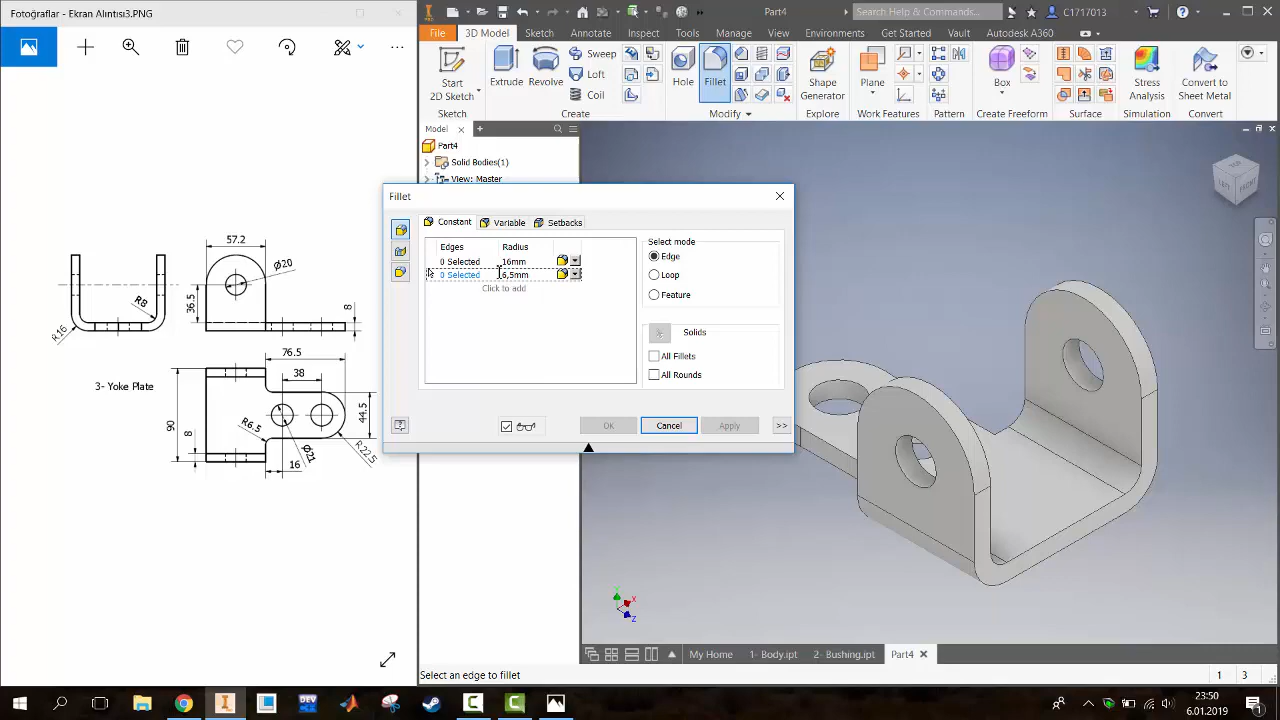 Fotoğraflar - Ekran Alıntısı3.PNG
Part4
Search Help & Commands...
C1717013
File
3D Model
Sketch
Annotate
Inspect
Tools
Manage
View
Environments
Get Started
Vault
Autodesk A360
Start
2D Sketch
Extrude
Revolve
Sweep
Loft
Coil
Hole
Fillet
Shape
Generator
Plane
Box
Stress
Analysis
Convert to
Sheet Metal
Sketch
Create
Modify
Explore
Work Features
Pattern
Create Freeform
Surface
Simulation
Convert
Model
Part4
Solid Bodies(1)
View: Master
Fillet
Constant
Variable
Setbacks
Edges
Radius
0 Selected
16mm
0 Selected
6,5mm
Click to add
Select mode
Edge
Loop
Feature
Solids
All Fillets
All Rounds
OK
Cancel
Apply
>>
57.2
Ø20
36.5
8
R8
R16
76.5
38
3- Yoke Plate
90
8
R6.5
Ø21
44.5
R22.5
16
TOP
FRONT
My Home
1- Body.ipt
2- Bushing.ipt
Part4
Select an edge to fillet
1
3
DEV
23:50
6.01.2019